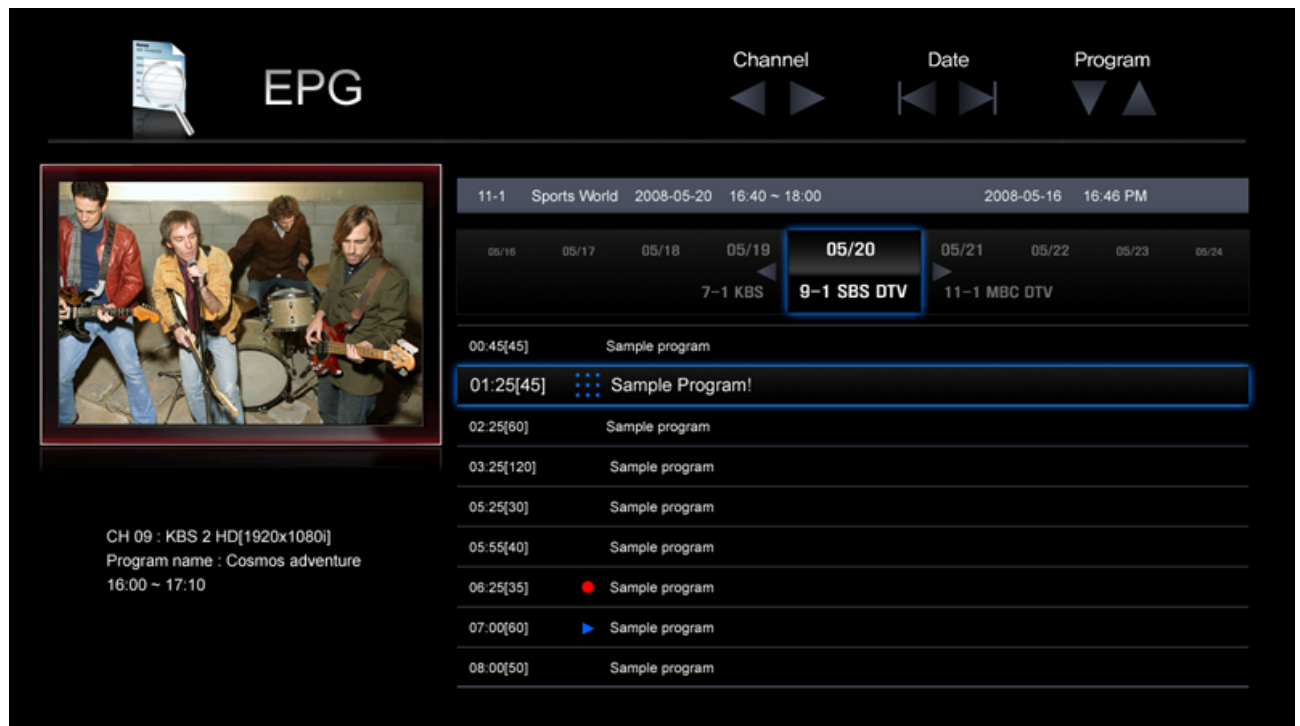 EPG
Channel Date Program
11-1 Sports World 2008-05-20 16:40 ~ 18:00 2008-05-16 16:46 PM
05/16 05/17 05/18 05/19 05/20 05/21 05/22 05/23 05/24
7-1 KBS 9-1 SBS DTV 11-1 MBC DTV
00:45[45] Sample program
01:25[45] Sample Program!
02:25[60] Sample program
03:25[120] Sample program
05:25[30] Sample program
05:55[40] Sample program
06:25[35] Sample program
07:00[60] Sample program
08:00[50] Sample program
CH 09 : KBS 2 HD[1920x1080i]
Program name : Cosmos adventure
16:00 ~ 17:10